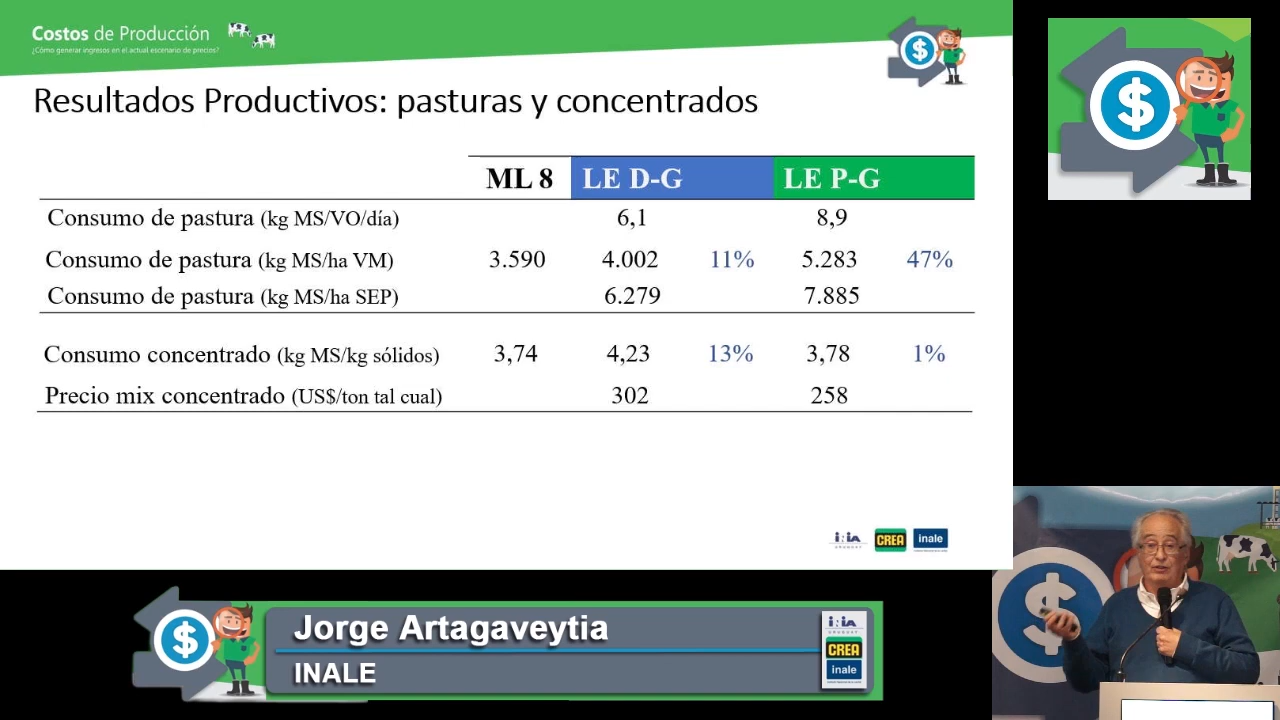 Costos de Producción
¿Cómo generar ingresos en el actual escenario de precios?
Resultados Productivos: pasturas y concentrados
ML 8 LE D-G LE P-G
Consumo de pastura (kg MS/VO/día) 6,1 8,9
Consumo de pastura (kg MS/ha VM) 3.590 4.002 11% 5.283 47%
Consumo de pastura (kg MS/ha SEP) 6.279 7.885
Consumo concentrado (kg MS/kg sólidos) 3,74 4,23 13% 3,78 1%
Precio mix concentrado (US$/ton tal cual) 302 258
INIA CREA inale
URUGUAY
Jorge Artagaveytia
INALE
INIA
URUGUAY
CREA
inale